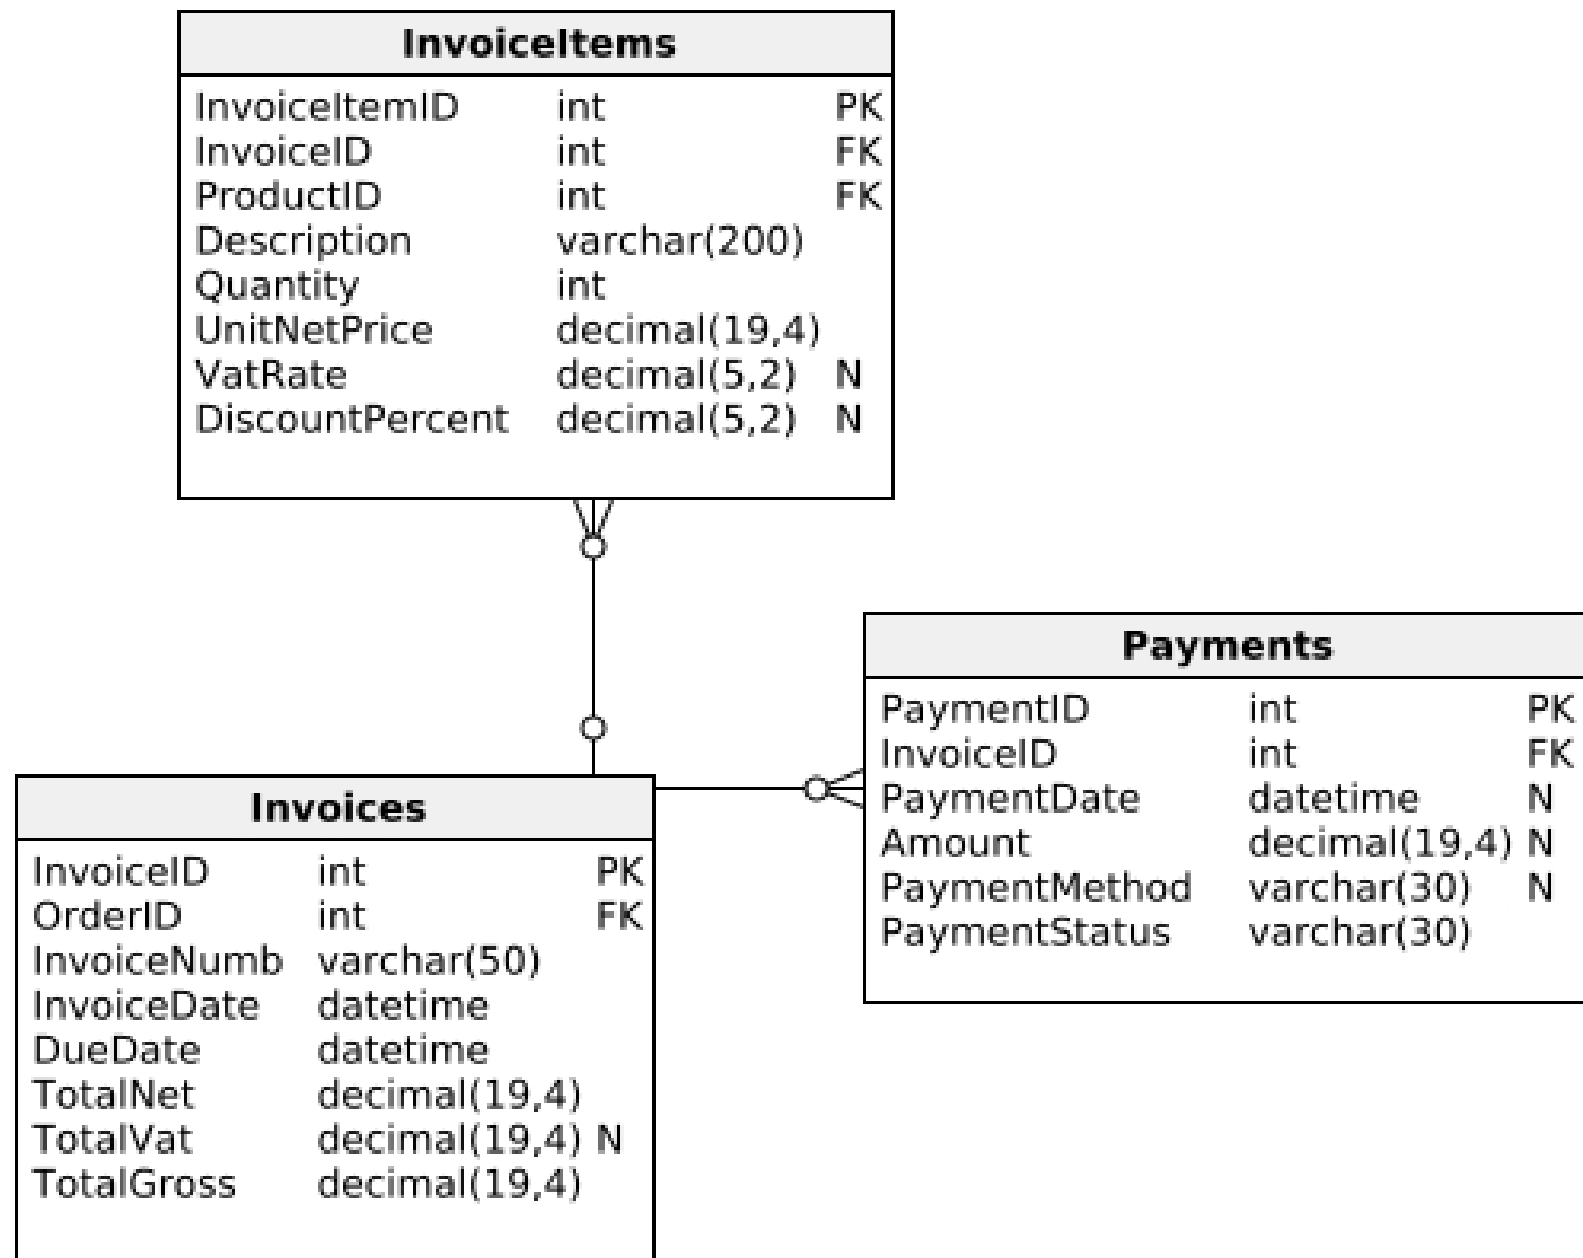 InvoiceItems
InvoiceItemID int PK
InvoiceID int FK
ProductID int FK
Description varchar(200)
Quantity int
UnitNetPrice decimal(19,4)
VatRate decimal(5,2) N
DiscountPercent decimal(5,2) N
Payments
PaymentID int PK
InvoiceID int FK
PaymentDate datetime N
Amount decimal(19,4) N
PaymentMethod varchar(30) N
PaymentStatus varchar(30)
Invoices
InvoiceID int PK
OrderID int FK
InvoiceNumb varchar(50)
InvoiceDate datetime
DueDate datetime
TotalNet decimal(19,4)
TotalVat decimal(19,4) N
TotalGross decimal(19,4)